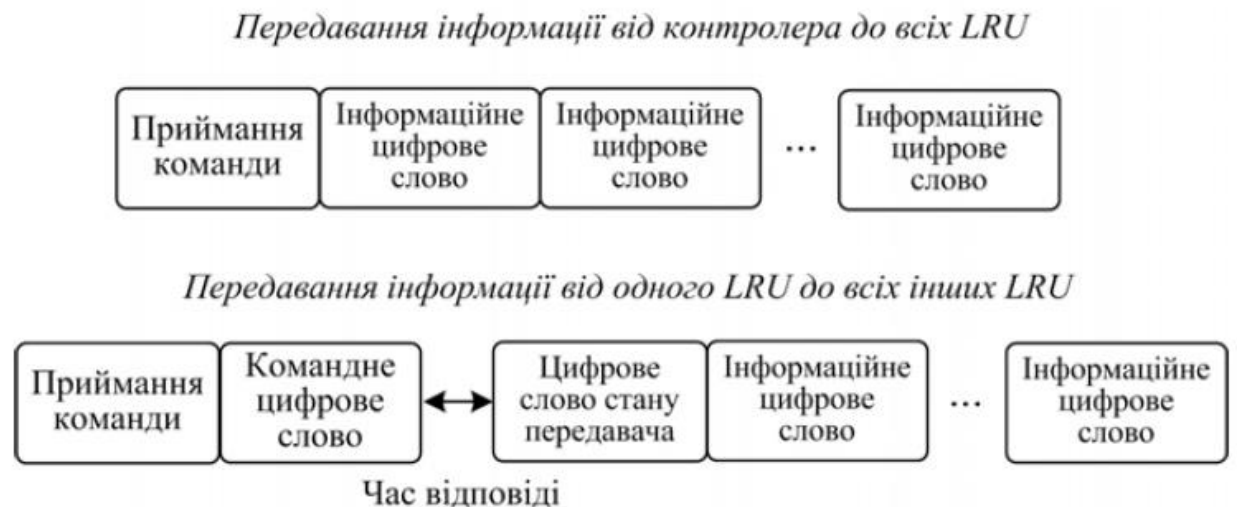 Передавання інформації від контролера до всіх LRU
Приймання
команди
Інформаційне
цифрове
слово
Інформаційне
цифрове
слово
...
Інформаційне
цифрове
слово
Передавання інформації від одного LRU до всіх інших LRU
Приймання
команди
Командне
цифрове
слово
Цифрове
слово стану
передавача
Інформаційне
цифрове
слово
...
Інформаційне
цифрове
слово
Час відповіді